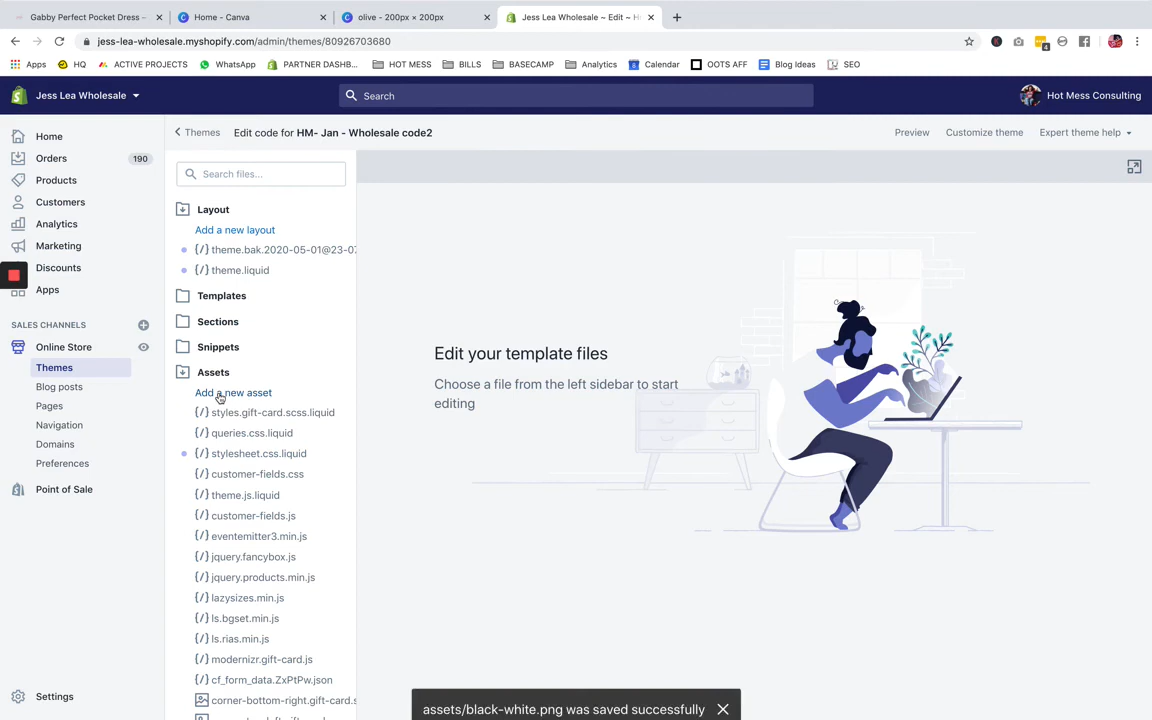 Gabby Perfect Pocket Dress –
Home - Canva
olive - 200px × 200px
Jess Lea Wholesale ~ Edit ~ H
jess-lea-wholesale.myshopify.com/admin/themes/80926703680
4
Apps
HQ
ACTIVE PROJECTS
WhatsApp
PARTNER DASHB...
HOT MESS
BILLS
BASECAMP
Analytics
Calendar
OOTS AFF
Blog Ideas
SEO
Jess Lea Wholesale
Search
Hot Mess Consulting
Home
Orders
190
Products
Customers
Analytics
Marketing
Discounts
Apps
SALES CHANNELS
Online Store
Themes
Blog posts
Pages
Navigation
Domains
Preferences
Point of Sale
Settings
Themes
Edit code for HM- Jan - Wholesale code2
Preview
Customize theme
Expert theme help
Search files...
Layout
Add a new layout
{/} theme.bak.2020-05-01@23-07
{/} theme.liquid
Templates
Sections
Snippets
Assets
Add a new asset
{/} styles.gift-card.scss.liquid
{/} queries.css.liquid
{/} stylesheet.css.liquid
{/} customer-fields.css
{/} theme.js.liquid
{/} customer-fields.js
{/} eventemitter3.min.js
{/} jquery.fancybox.js
{/} jquery.products.min.js
{/} lazysizes.min.js
{/} ls.bgset.min.js
{/} ls.rias.min.js
{/} modernizr.gift-card.js
{/} cf_form_data.ZxPtPw.json
corner-bottom-right.gift-card.s
Edit your template files
Choose a file from the left sidebar to start
editing
assets/black-white.png was saved successfully